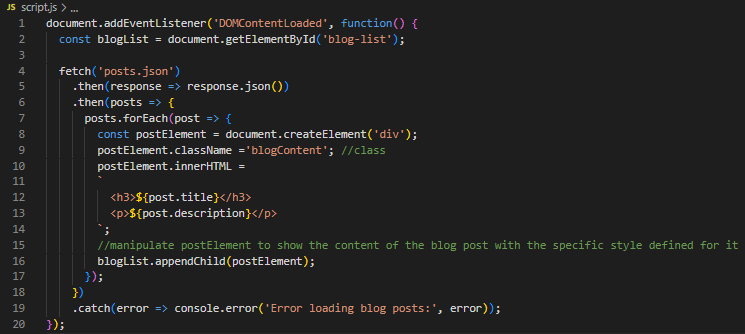 JS script.js > ...
1 document.addEventListener('DOMContentLoaded', function() {
2   const blogList = document.getElementById('blog-list');
3
4   fetch('posts.json')
5     .then(response => response.json())
6     .then(posts => {
7       posts.forEach(post => {
8         const postElement = document.createElement('div');
9         postElement.className ='blogContent'; //class
10         postElement.innerHTML =
11         `
12           <h3>${post.title}</h3>
13           <p>${post.description}</p>
14         `;
15         //manipulate postElement to show the content of the blog post with the specific style defined for it
16         blogList.appendChild(postElement);
17       });
18     })
19     .catch(error => console.error('Error loading blog posts:', error));
20 });